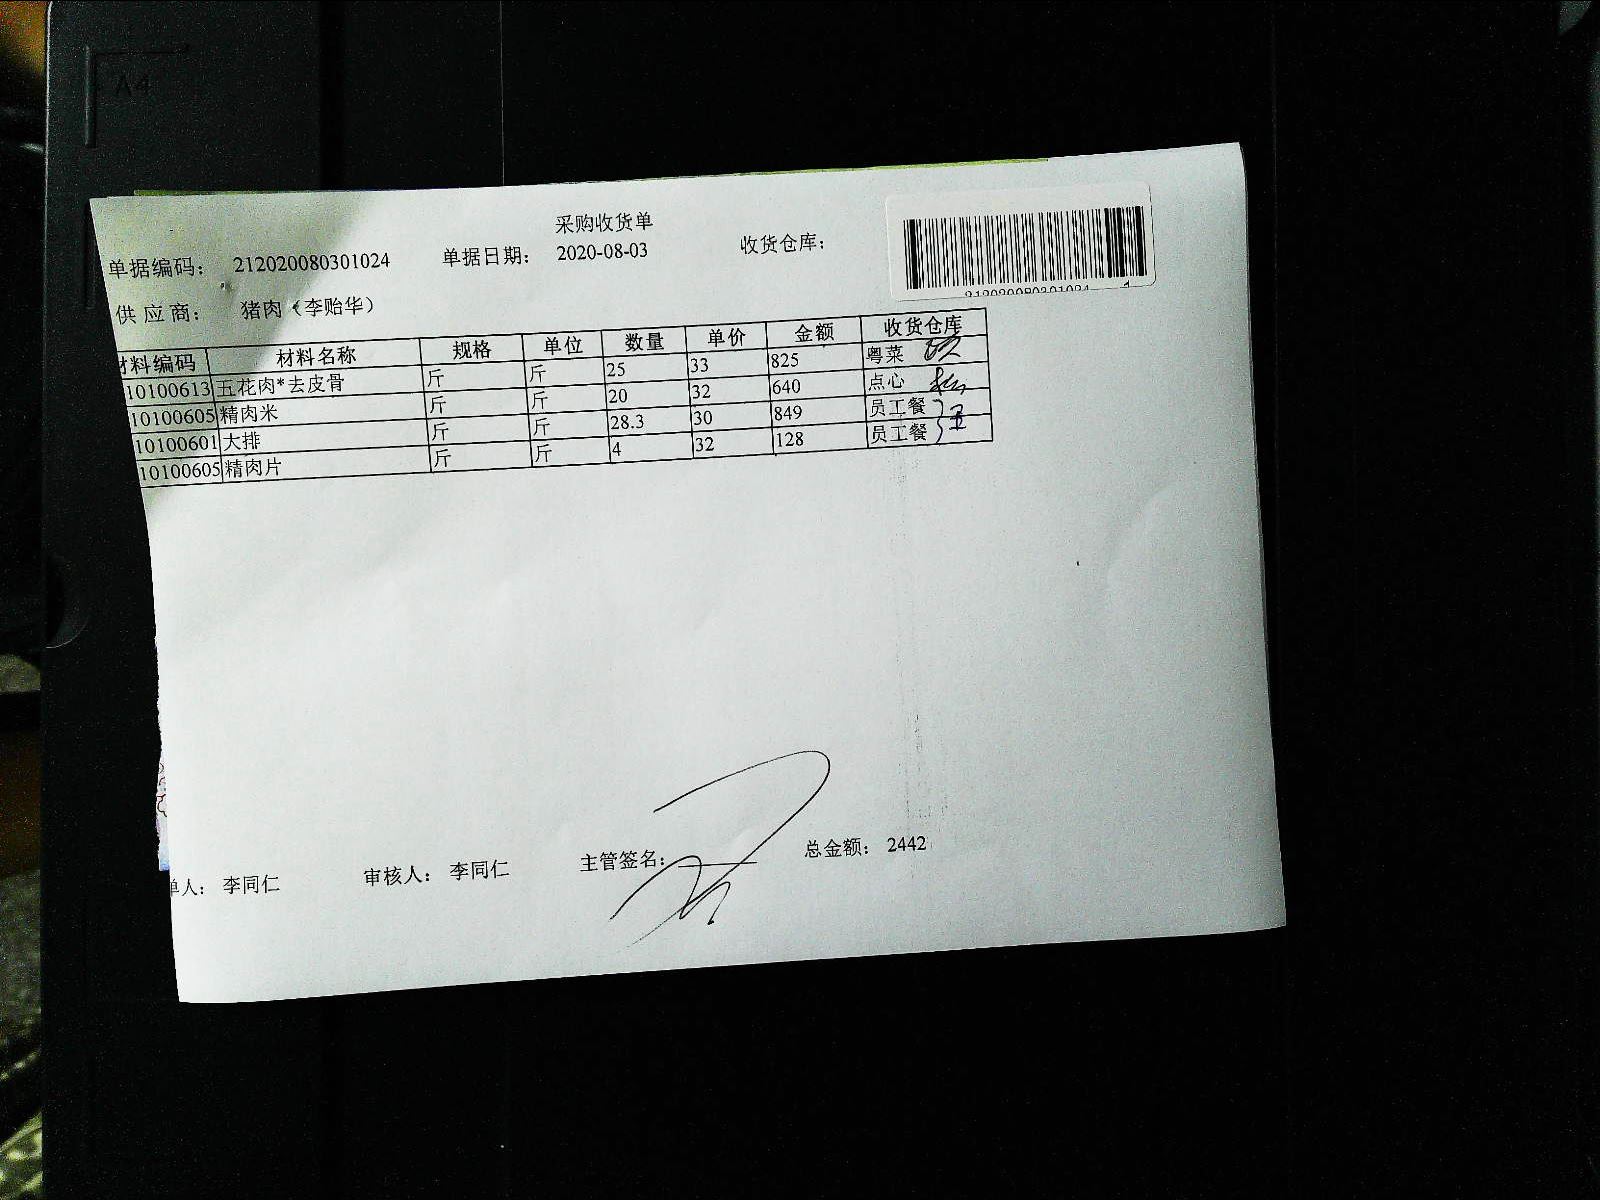 A4
采购收货单
单据编码： 212020080301024 单据日期： 2020-08-03 收货仓库：
212020080301024
供应商： 猪肉（李贻华）
材料编码 材料名称 规格 单位 数量 单价 金额 收货仓库
10100613 五花肉*去皮骨 斤 斤 25 33 825 粤菜
10100605 精肉米 斤 斤 20 32 640 点心
10100601 大排 斤 斤 28.3 30 849 员工餐
10100605 精肉片 斤 斤 4 32 128 员工餐
单人： 李同仁 审核人： 李同仁 主管签名： 总金额： 2442